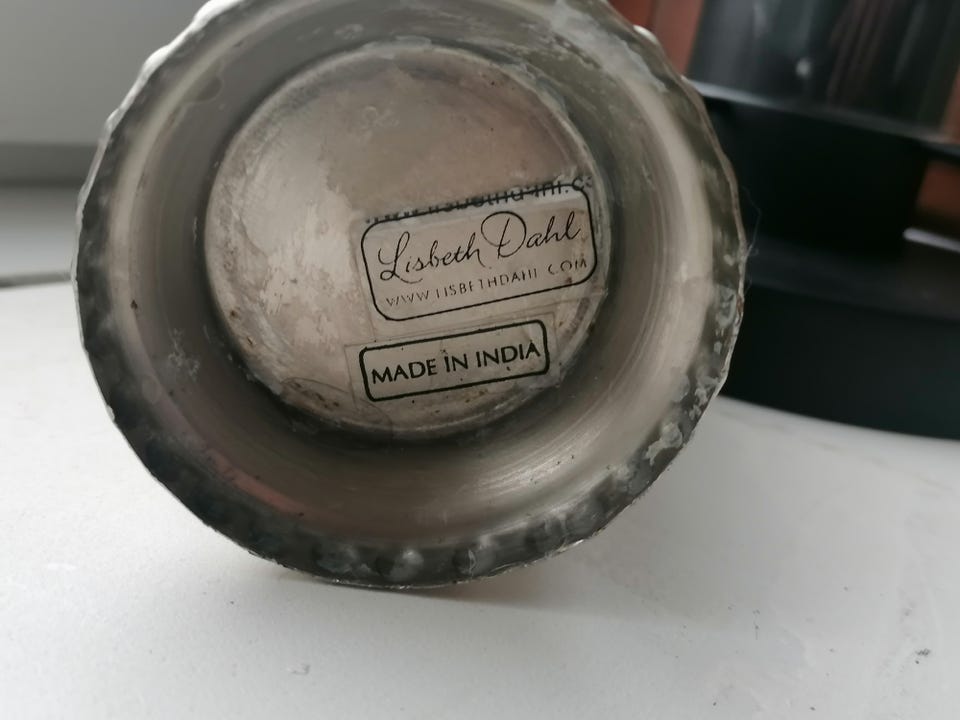 Lisbeth Dahl
WWW.LISBETHDAHL.COM
MADE IN INDIA